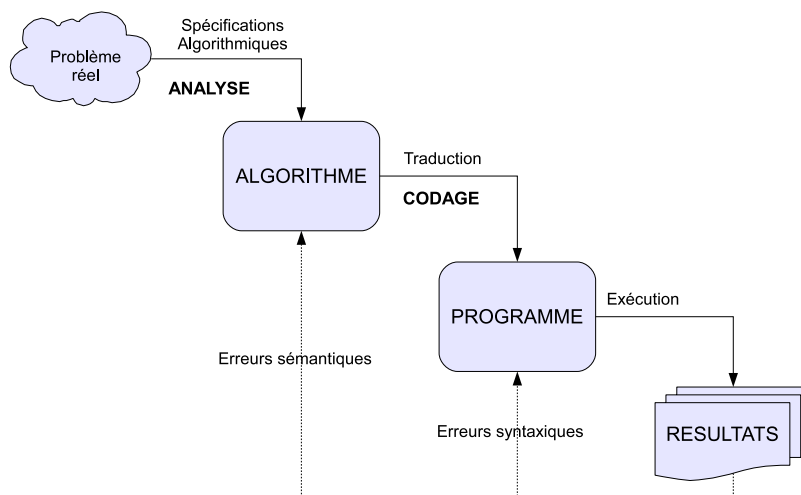 Spécifications
Algorithmiques
Problème
réel
ANALYSE
ALGORITHME
Traduction
CODAGE
PROGRAMME
Exécution
Erreurs sémantiques
Erreurs syntaxiques
RESULTATS